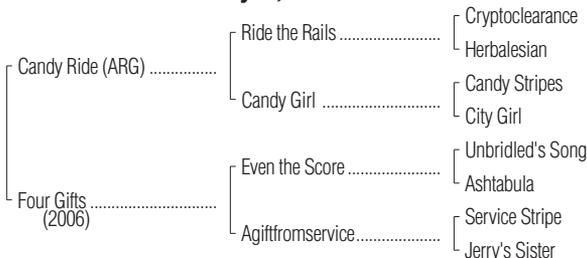 Cryptoclearance
Ride the Rails ......................
Herbalesian
Candy Ride (ARG) ...............
Candy Stripes
Candy Girl .........................
City Girl
Unbridled's Song
Even the Score ....................
Ashtabula
Four Gifts ............................
(2006)
Service Stripe
Agiftfromservice..................
Jerry's Sister